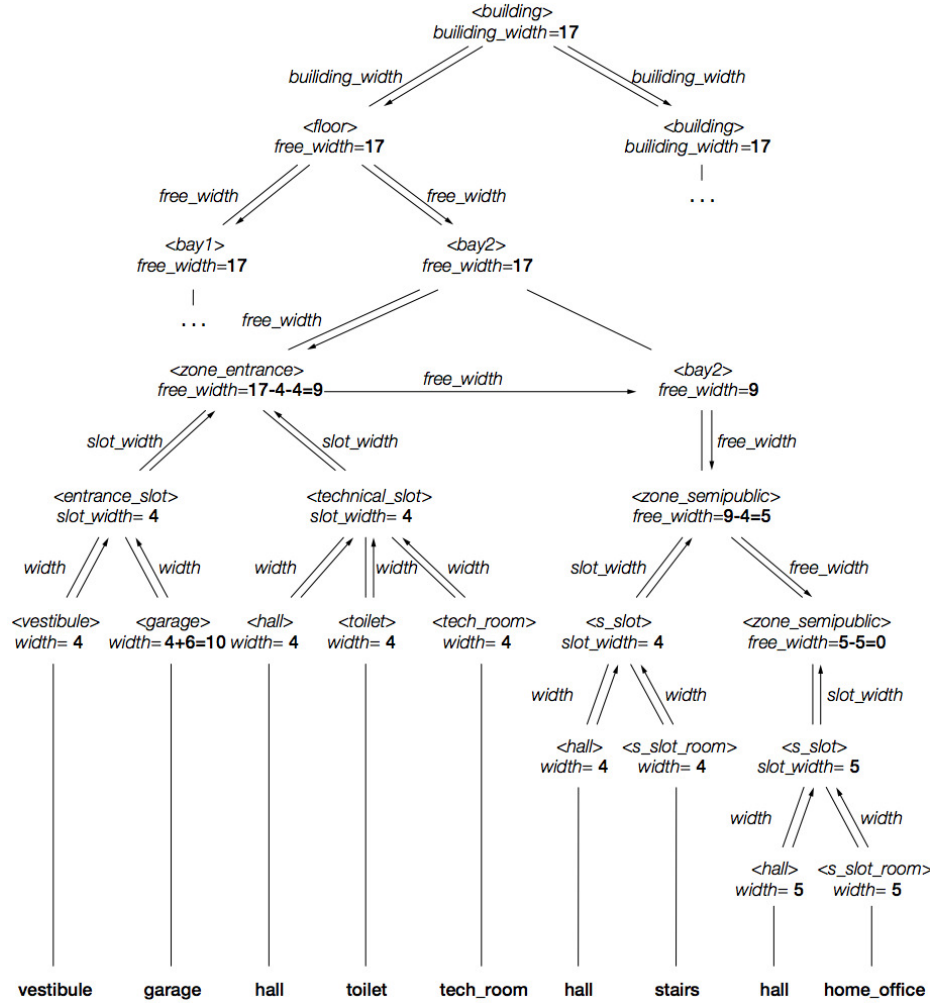 <building>
builiding_width=17
builiding_width
builiding_width
<floor>
free_width=17
<building>
builiding_width=17
...
free_width
free_width
<bay1>
free_width=17
...
<bay2>
free_width=17
free_width
<zone_entrance>
free_width=17-4-4=9
free_width
<bay2>
free_width=9
slot_width
slot_width
free_width
<entrance_slot>
slot_width= 4
<technical_slot>
slot_width= 4
<zone_semipublic>
free_width=9-4=5
width
width
width
width
width
slot_width
free_width
<vestibule>
width= 4
<garage>
width= 4+6=10
<hall>
width= 4
<toilet>
width= 4
<tech_room>
width= 4
<s_slot>
slot_width= 4
<zone_semipublic>
free_width=5-5=0
width
width
slot_width
<hall>
width= 4
<s_slot_room>
width= 4
<s_slot>
slot_width= 5
width
width
<hall>
width= 5
<s_slot_room>
width= 5
vestibule garage hall toilet tech_room hall stairs hall home_office